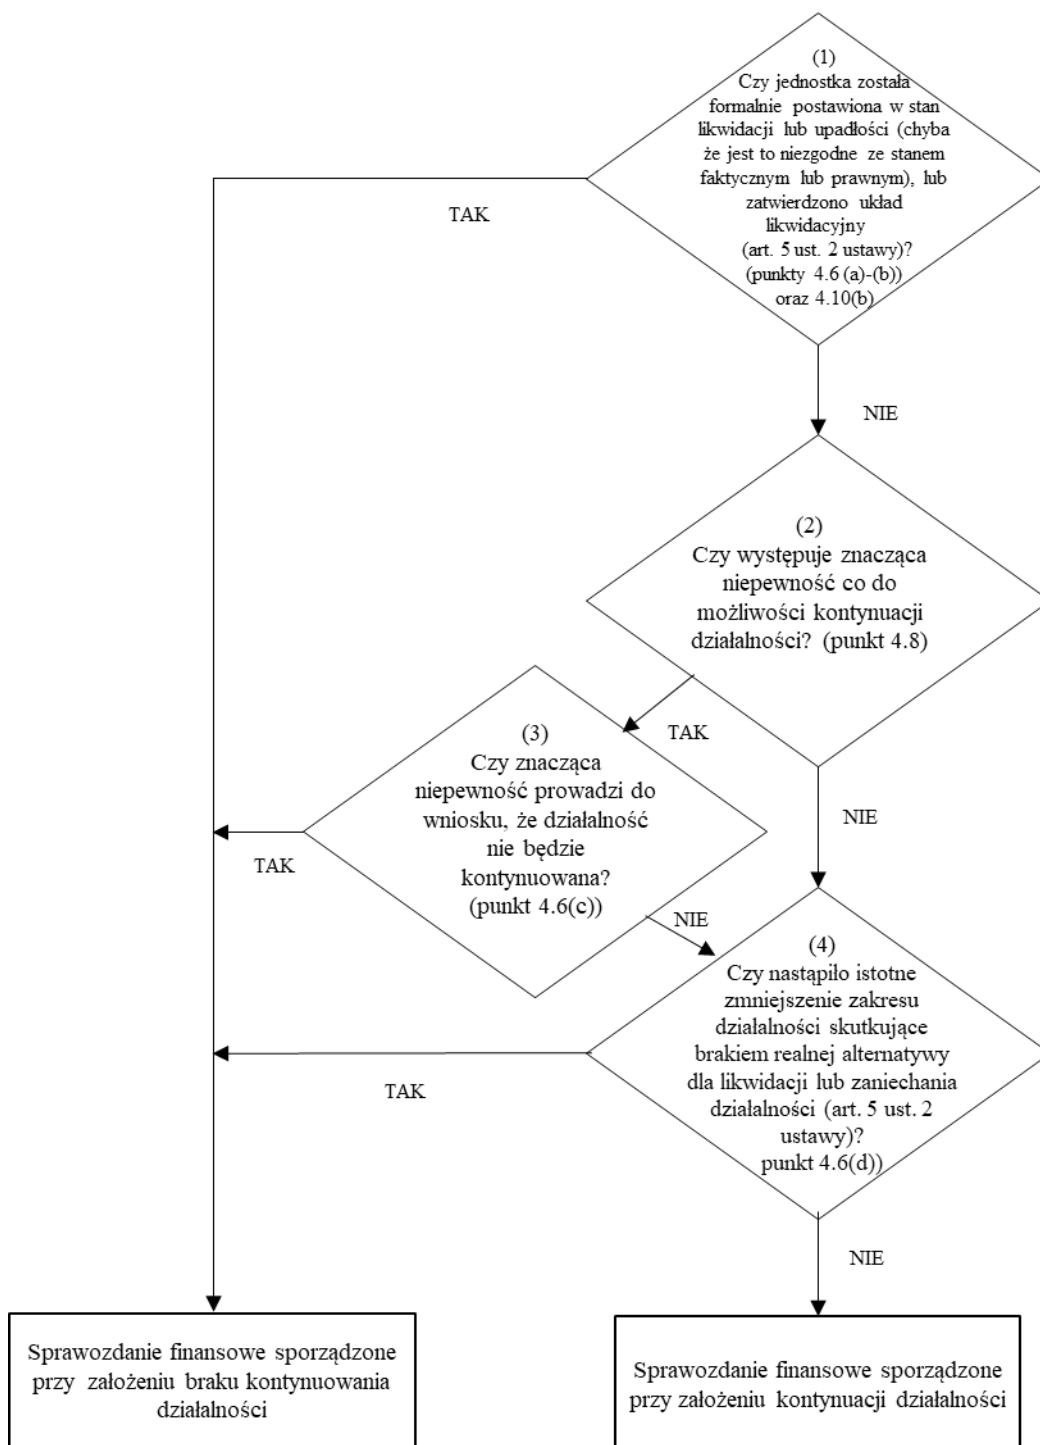 (1)
Czy jednostka została
formalnie postawiona w stan
likwidacji lub upadłości (chyba
że jest to niezgodne ze stanem
faktycznym lub prawnym), lub
zatwierdzono układ
likwidacyjny
(art. 5 ust. 2 ustawy)?
(punkty 4.6 (a)-(b))
oraz 4.10(b)
TAK
NIE
(2)
Czy występuje znacząca
niepewność co do
możliwości kontynuacji
działalności? (punkt 4.8)
TAK
NIE
(3)
Czy znacząca
niepewność prowadzi do
wniosku, że działalność
nie będzie
kontynuowana?
(punkt 4.6(c))
TAK
NIE
(4)
Czy nastąpiło istotne
zmniejszenie zakresu
działalności skutkujące
brakiem realnej alternatywy
dla likwidacji lub zaniechania
działalności (art. 5 ust. 2
ustawy)?
punkt 4.6(d))
TAK
NIE
Sprawozdanie finansowe sporządzone
przy założeniu braku kontynuowania
działalności
Sprawozdanie finansowe sporządzone
przy założeniu kontynuacji działalności